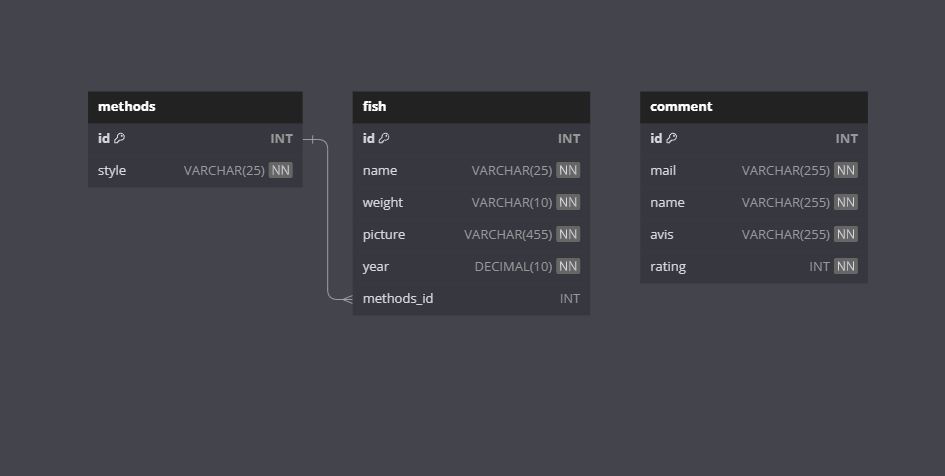 methods
id INT
style VARCHAR(25) NN
fish
id INT
name VARCHAR(25) NN
weight VARCHAR(10) NN
picture VARCHAR(455) NN
year DECIMAL(10) NN
methods_id INT
comment
id INT
mail VARCHAR(255) NN
name VARCHAR(255) NN
avis VARCHAR(255) NN
rating INT NN